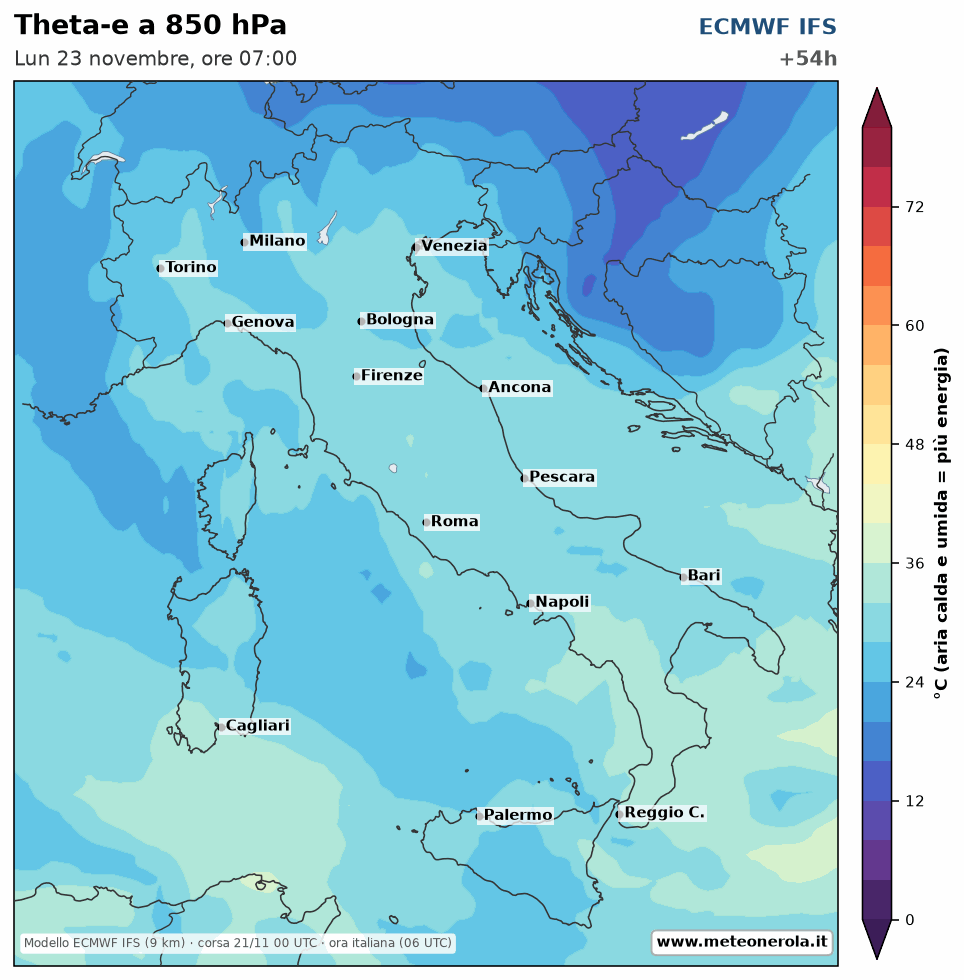 Theta-e a 850 hPa
ECMWF IFS
Lun 23 novembre, ore 07:00
+54h
Milano
Venezia
Torino
Genova
Bologna
Firenze
Ancona
Pescara
Roma
Bari
Napoli
Cagliari
Palermo
Reggio C.
72
60
48
36
24
12
0
°C (aria calda e umida = più energia)
Modello ECMWF IFS (9 km) · corsa 21/11 00 UTC · ora italiana (06 UTC)
www.meteonerola.it